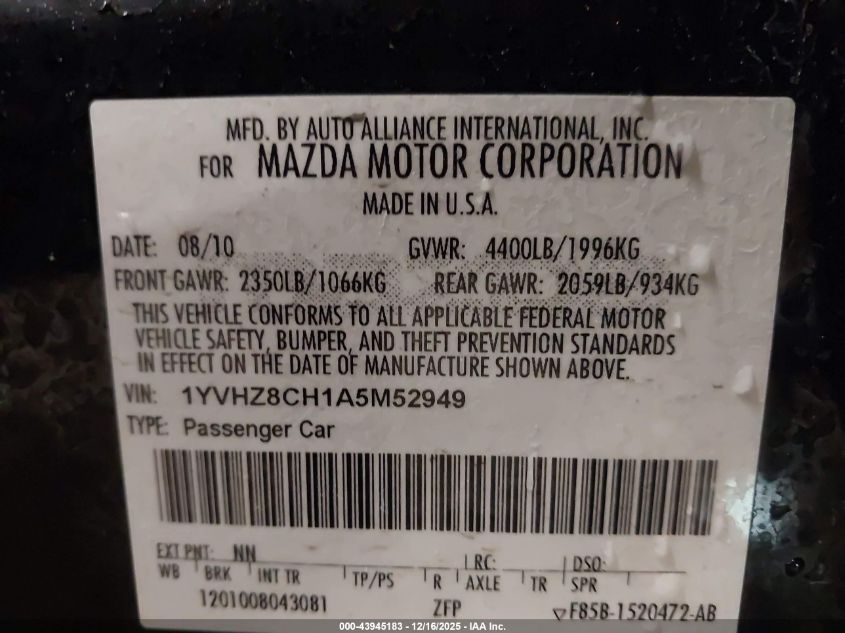 MFD. BY AUTO ALLIANCE INTERNATIONAL, INC.
FOR MAZDA MOTOR CORPORATION
MADE IN U.S.A.
DATE: 08/10 GVWR: 4400LB/1996KG
FRONT GAWR: 2350LB/1066KG REAR GAWR: 2059LB/934KG
THIS VEHICLE CONFORMS TO ALL APPLICABLE FEDERAL MOTOR
VEHICLE SAFETY, BUMPER, AND THEFT PREVENTION STANDARDS
IN EFFECT ON THE DATE OF MANUFACTURE SHOWN ABOVE.
VIN: 1YVHZ8CH1A5M52949
TYPE: Passenger Car
EXT PNT: NN RC: DSO:
WB BRK INT TR TP/PS R AXLE TR SPR
1201008043081 ZFP ▽F85B-1520472-AB
000-43945183 - 12/16/2025 - IAA Inc.